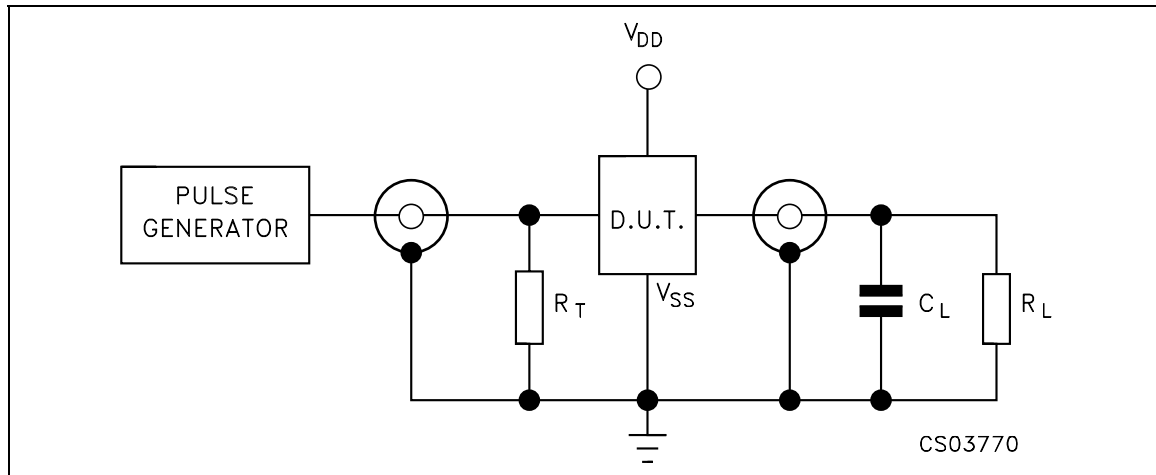 VDD
PULSE
GENERATOR
D.U.T.
VSS
RT
CL
RL
CS03770